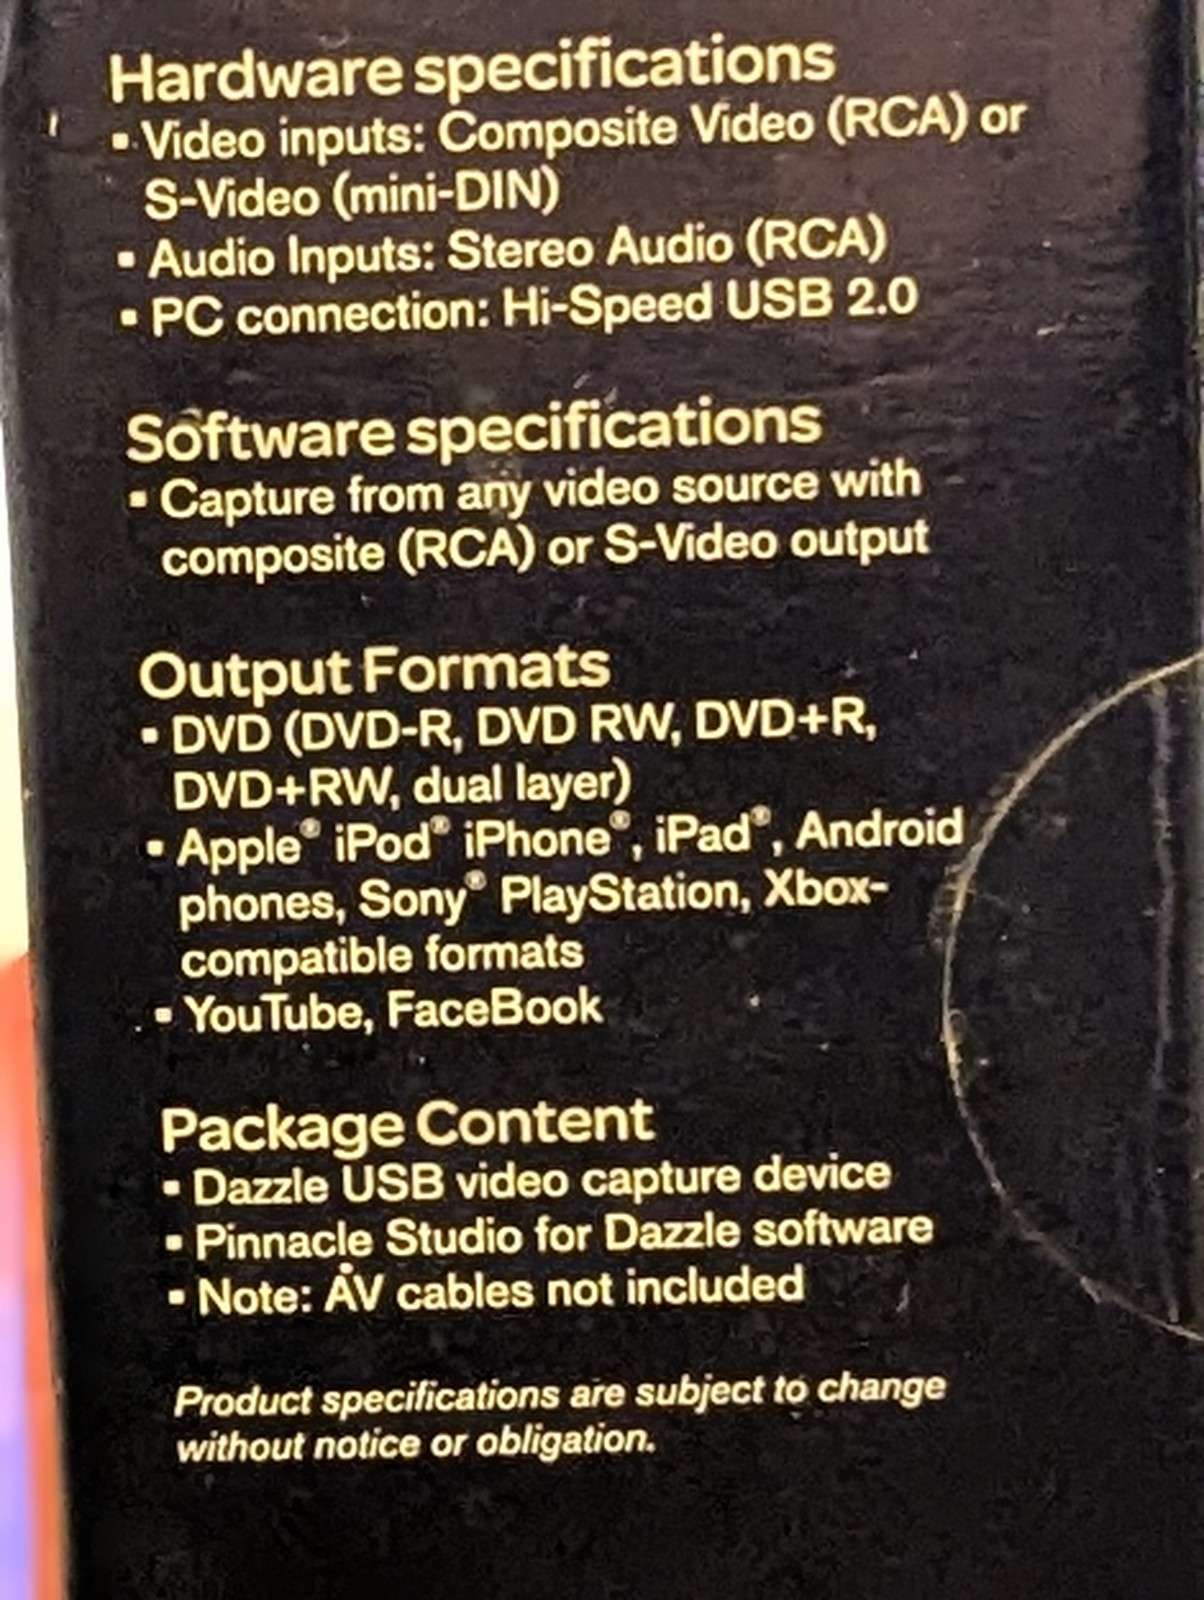 Hardware specifications
▪ Video inputs: Composite Video (RCA) or
S-Video (mini-DIN)
▪ Audio Inputs: Stereo Audio (RCA)
▪ PC connection: Hi-Speed USB 2.0
Software specifications
▪ Capture from any video source with
composite (RCA) or S-Video output
Output Formats
▪ DVD (DVD-R, DVD RW, DVD+R,
DVD+RW, dual layer)
▪ Apple® iPod® iPhone®, iPad®, Android
phones, Sony® PlayStation, Xbox-
compatible formats
▪ YouTube, FaceBook
Package Content
▪ Dazzle USB video capture device
▪ Pinnacle Studio for Dazzle software
▪ Note: AV cables not included
Product specifications are subject to change
without notice or obligation.